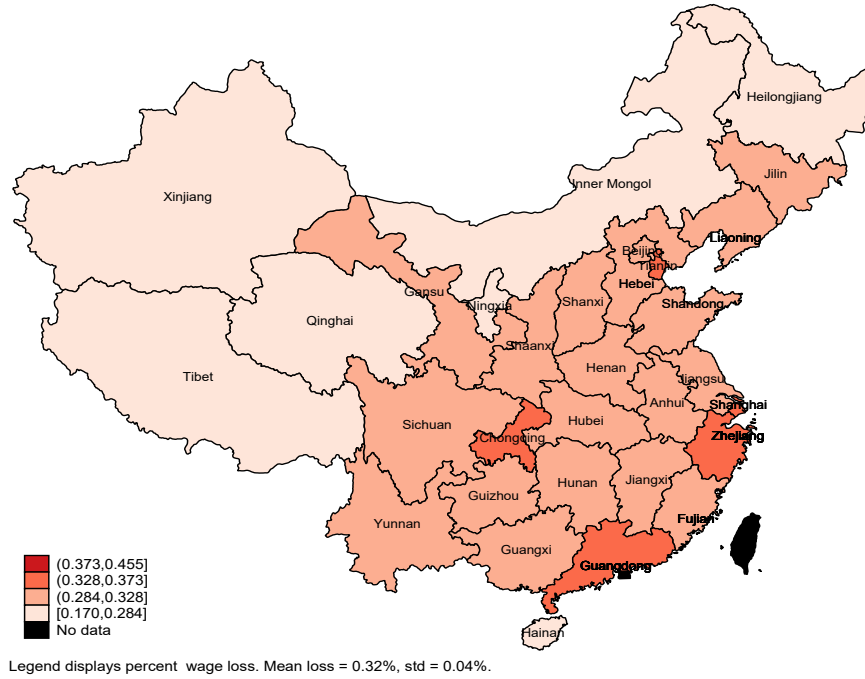 Heilongjiang
Jilin
Inner Mongol
Xinjiang
Liaoning
Beijing
Tianjin
Gansu
Hebei
Ningxia
Shanxi
Shandong
Qinghai
Shaanxi
Henan
Tibet
Jiangsu
Anhui
Shanghai
Sichuan
Hubei
Chongqing
Zhejiang
Jiangxi
Hunan
Guizhou
Yunnan
Fujian
Guangxi
Guangdong
Hainan
(0.373,0.455]
(0.328,0.373]
(0.284,0.328]
[0.170,0.284]
No data
Legend displays percent wage loss. Mean loss = 0.32%, std = 0.04%.